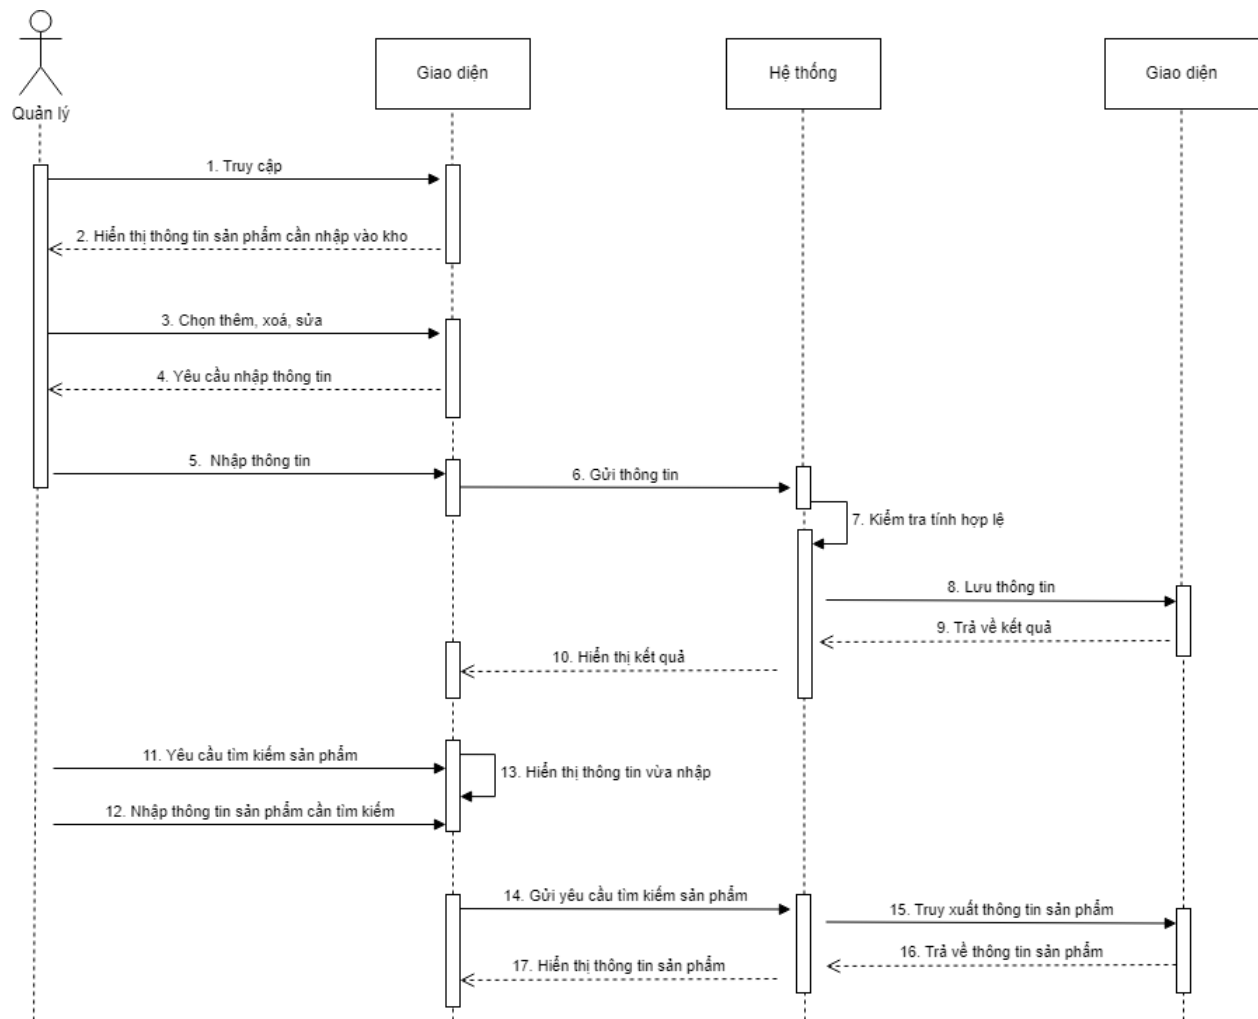 Quản lý
Giao diện
Hệ thống
Giao diện
1. Truy cập
2. Hiển thị thông tin sản phẩm cần nhập vào kho
3. Chọn thêm, xoá, sửa
4. Yêu cầu nhập thông tin
5. Nhập thông tin
6. Gửi thông tin
7. Kiểm tra tính hợp lệ
8. Lưu thông tin
9. Trả về kết quả
10. Hiển thị kết quả
11. Yêu cầu tìm kiếm sản phẩm
13. Hiển thị thông tin vừa nhập
12. Nhập thông tin sản phẩm cần tìm kiếm
14. Gửi yêu cầu tìm kiếm sản phẩm
15. Truy xuất thông tin sản phẩm
16. Trả về thông tin sản phẩm
17. Hiển thị thông tin sản phẩm